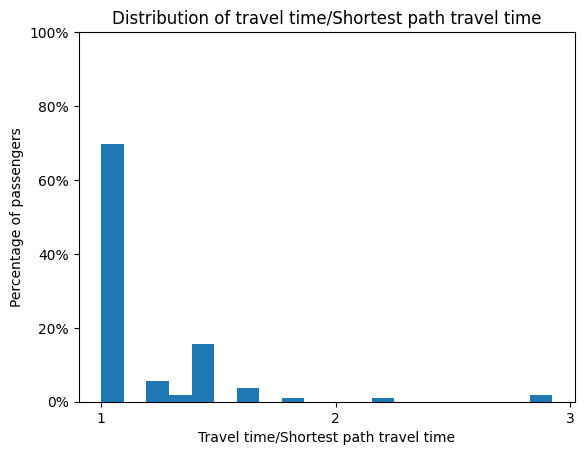 Distribution of travel time/Shortest path travel time
100%
80%
60%
40%
20%
0%
Percentage of passengers
1 2 3
Travel time/Shortest path travel time